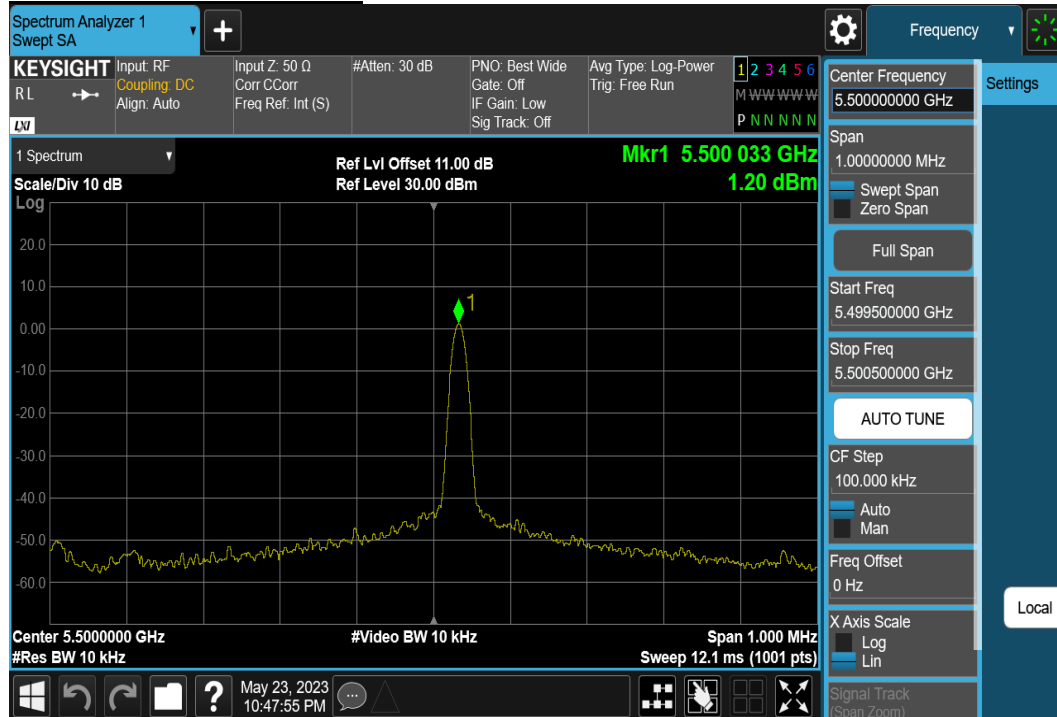 Spectrum Analyzer 1
Swept SA
+
Frequency
KEYSIGHT
RL
LXI
Input: RF
Coupling: DC
Align: Auto
Input Z: 50 Ω
Corr CCorr
Freq Ref: Int (S)
#Atten: 30 dB
PNO: Best Wide
Gate: Off
IF Gain: Low
Sig Track: Off
Avg Type: Log-Power
Trig: Free Run
1 2 3 4 5 6
M W W W W W
P N N N N N
1 Spectrum
Scale/Div 10 dB
Log
Ref Lvl Offset 11.00 dB
Ref Level 30.00 dBm
Mkr1 5.500 033 GHz
1.20 dBm
20.0
10.0
0.00
-10.0
-20.0
-30.0
-40.0
-50.0
-60.0
1
Center 5.5000000 GHz
#Res BW 10 kHz
#Video BW 10 kHz
Span 1.000 MHz
Sweep 12.1 ms (1001 pts)
Center Frequency
5.500000000 GHz
Span
1.00000000 MHz
Swept Span
Zero Span
Full Span
Start Freq
5.499500000 GHz
Stop Freq
5.500500000 GHz
AUTO TUNE
CF Step
100.000 kHz
Auto
Man
Freq Offset
0 Hz
X Axis Scale
Log
Lin
Signal Track
(Span Zoom)
Settings
Local
?
May 23, 2023
10:47:55 PM